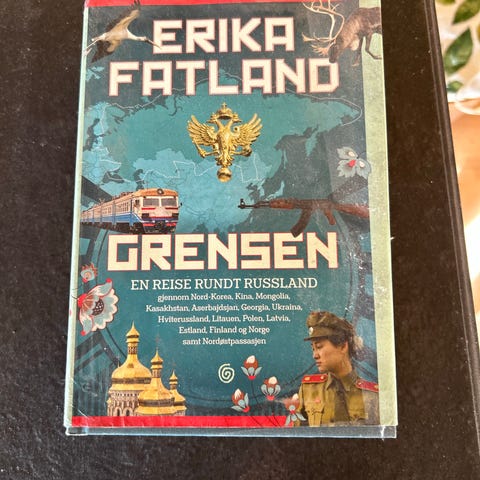 ERIKA
FATLAND
GRENSEN
EN REISE RUNDT RUSSLAND
gjennom Nord-Korea, Kina, Mongolia,
Kasakhstan, Aserbajdsjan, Georgia, Ukraina,
Hviterussland, Litauen, Polen, Latvia,
Estland, Finland og Norge
samt Nordøstpassasjen